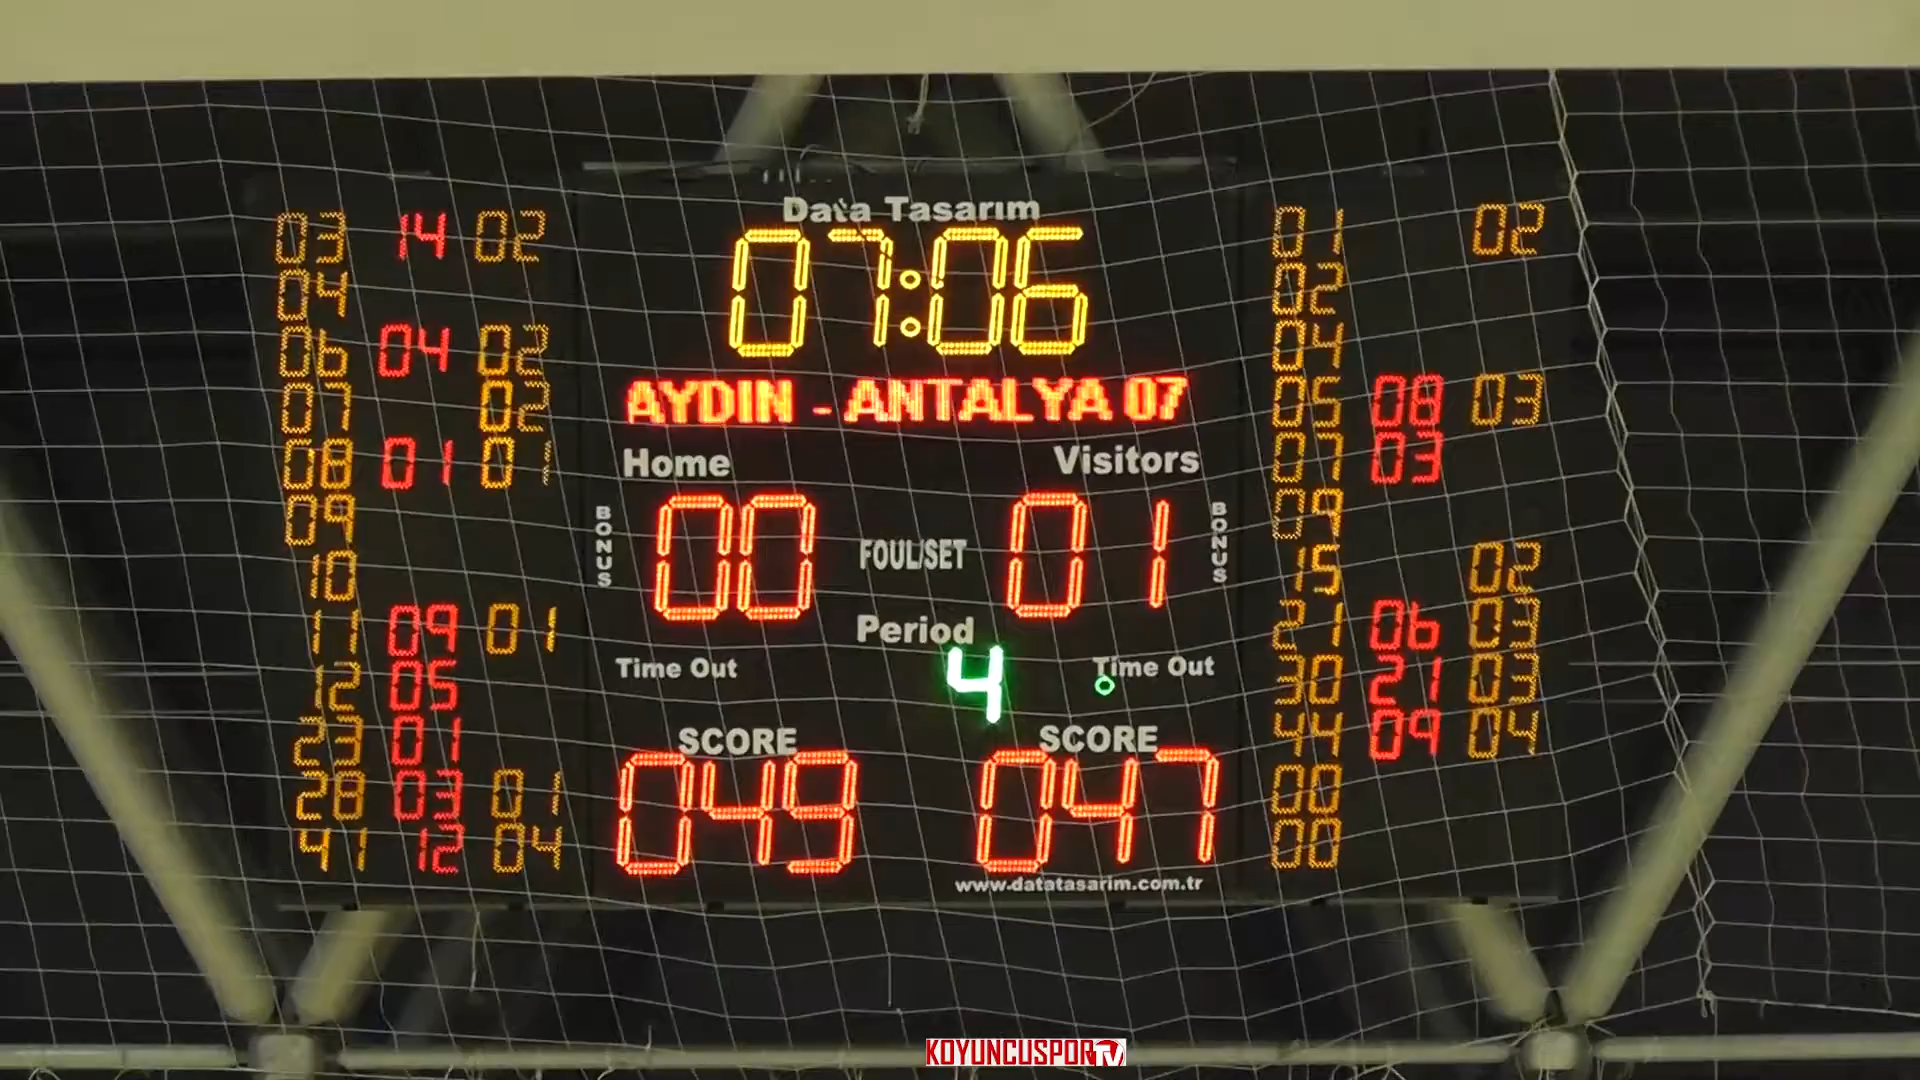 Data Tasarım
07:06
AYDIN - ANTALYA 07
Home Visitors
BONUS 00 FOUL/SET 01 BONUS
Period
4
Time Out Time Out
SCORE SCORE
049 047
www.datatasarim.com.tr
03 14 02
04
06 04 02
07 02
08 01 01
09
10
11 09 01
12 05
23 01
28 03 01
41 12 04
01 02
02
04
05 08 03
07 03
09
15 02
21 06 03
30 21 03
44 09 04
00
00
KOYUNCUSPOR TV